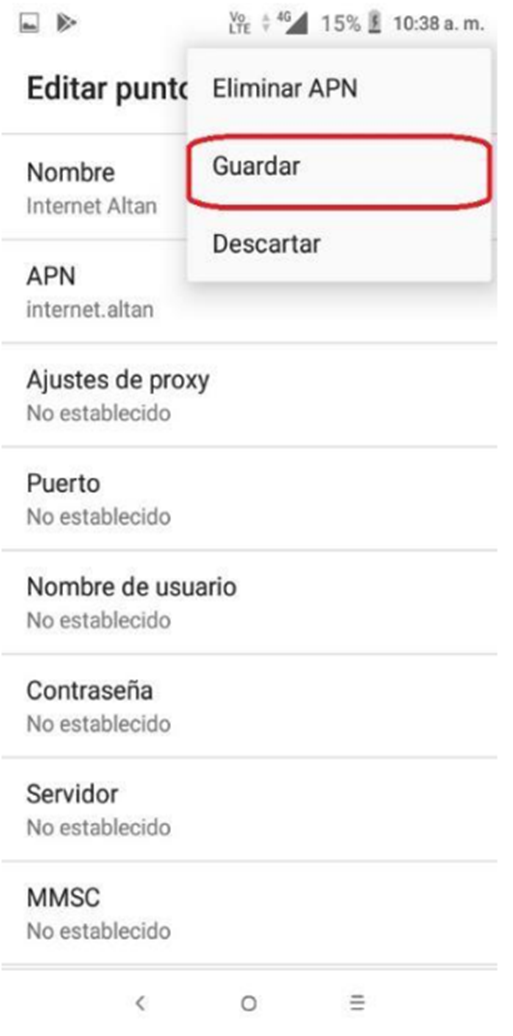 Vo LTE 4G 15% 10:38 a. m.
Editar punto
Eliminar APN
Guardar
Descartar
Nombre
Internet Altan
APN
internet.altan
Ajustes de proxy
No establecido
Puerto
No establecido
Nombre de usuario
No establecido
Contraseña
No establecido
Servidor
No establecido
MMSC
No establecido